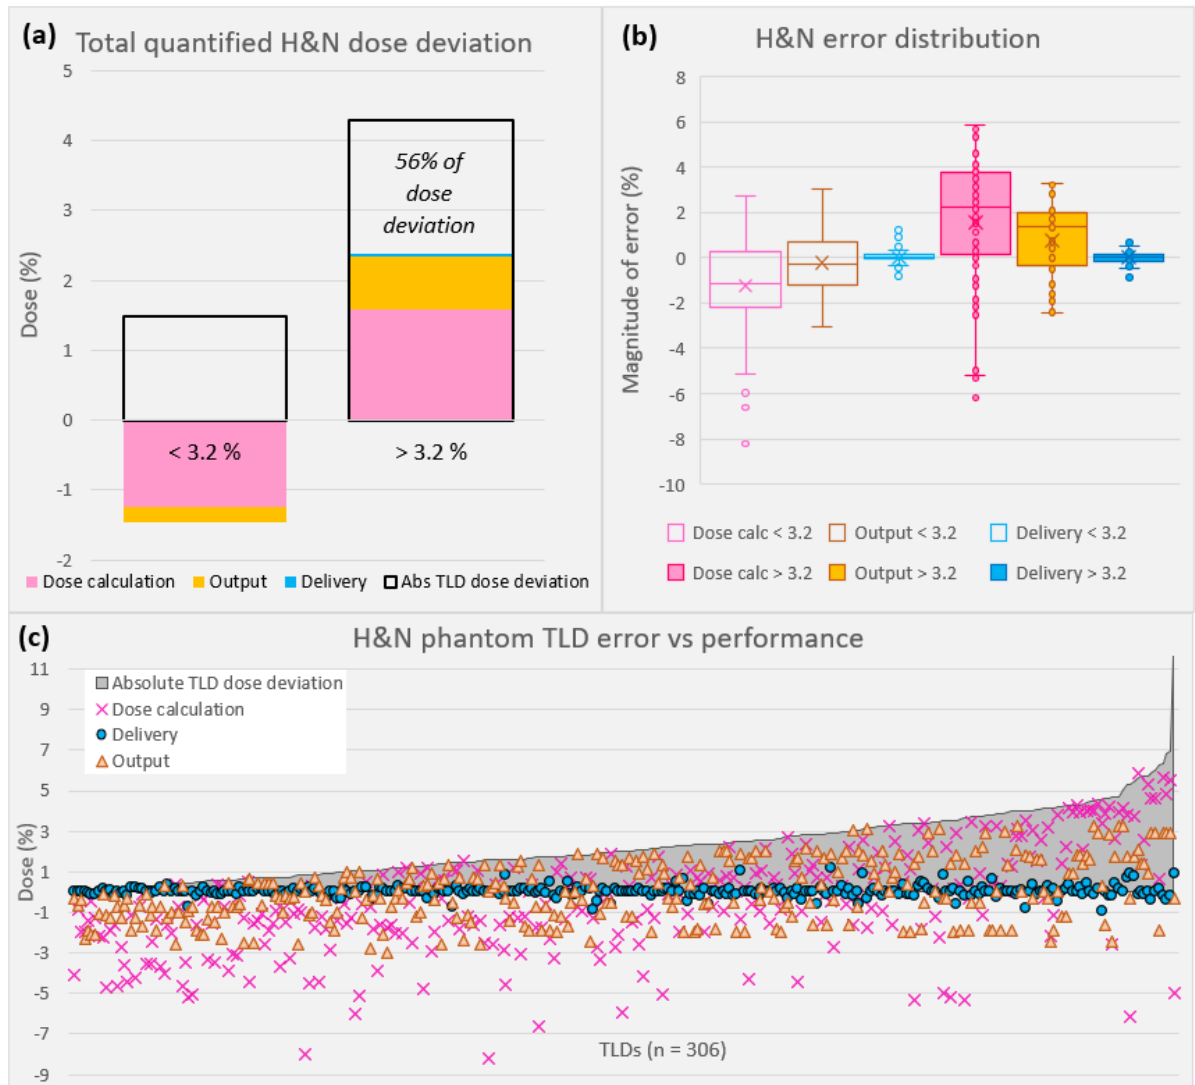 (a)
Total quantified H&N dose deviation
5
4
3
2
1
0
-1
-2
Dose (%)
56% of
dose
deviation
< 3.2 %
> 3.2 %
Dose calculation
Output
Delivery
Abs TLD dose deviation
(b)
H&N error distribution
8
6
4
2
0
-2
-4
-6
-8
-10
Magnitude of error (%)
Dose calc < 3.2
Output < 3.2
Delivery < 3.2
Dose calc > 3.2
Output > 3.2
Delivery > 3.2
(c)
H&N phantom TLD error vs performance
11
9
7
5
3
1
-1
-3
-5
-7
-9
Dose (%)
Absolute TLD dose deviation
Dose calculation
Delivery
Output
TLDs (n = 306)